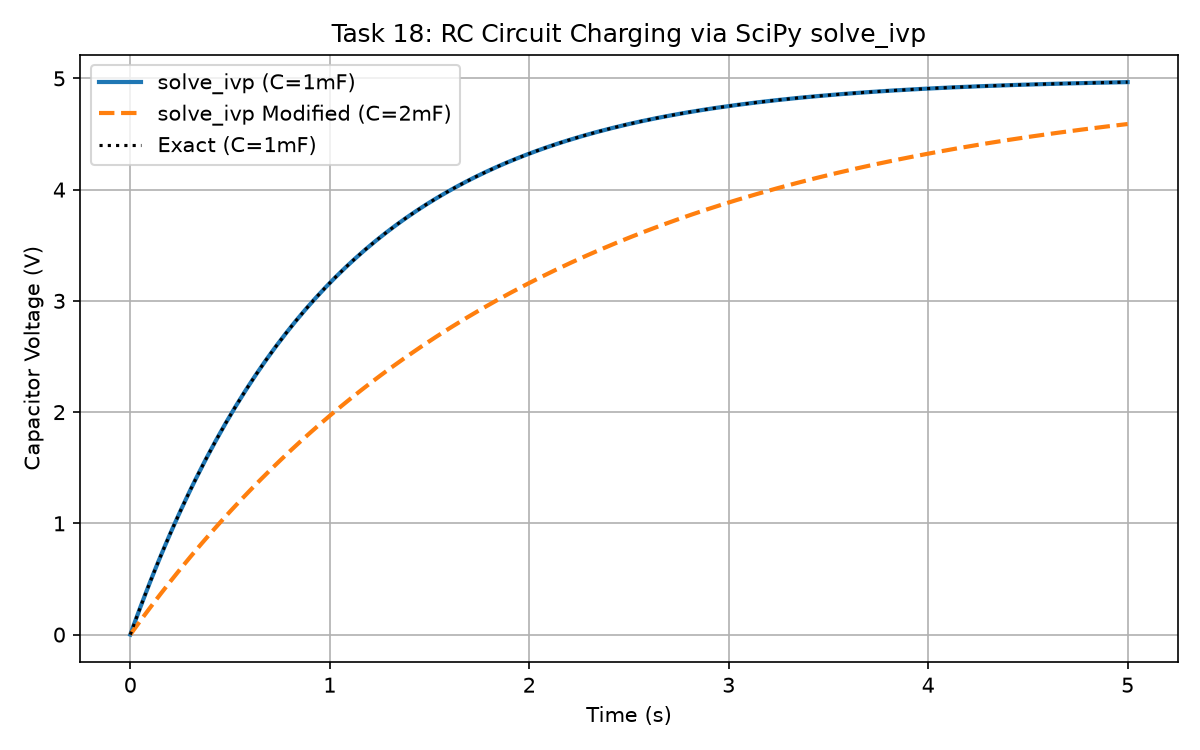 Task 18: RC Circuit Charging via SciPy solve_ivp
solve_ivp (C=1mF)
solve_ivp Modified (C=2mF)
Exact (C=1mF)
Capacitor Voltage (V)
5
4
3
2
1
0
0 1 2 3 4 5
Time (s)